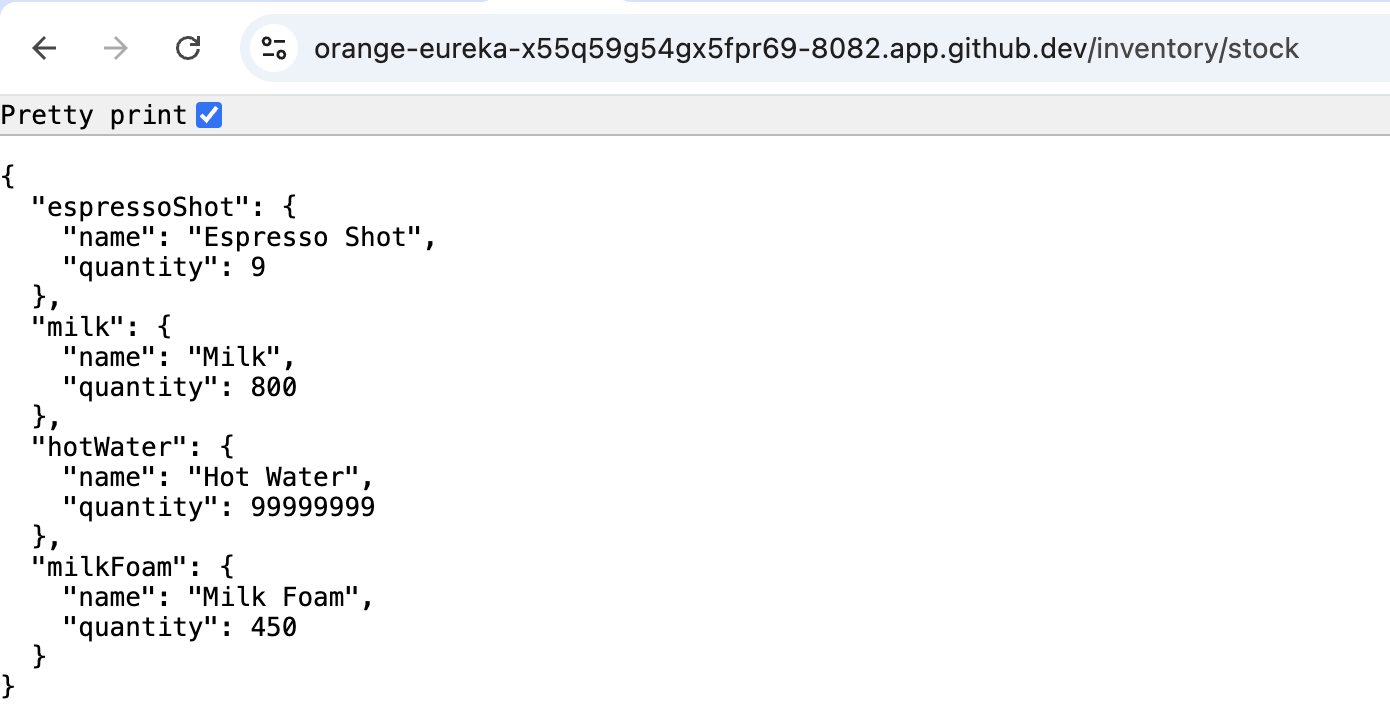 orange-eureka-x55q59g54gx5fpr69-8082.app.github.dev/inventory/stock
Pretty print
{
  "espressoShot": {
    "name": "Espresso Shot",
    "quantity": 9
  },
  "milk": {
    "name": "Milk",
    "quantity": 800
  },
  "hotWater": {
    "name": "Hot Water",
    "quantity": 99999999
  },
  "milkFoam": {
    "name": "Milk Foam",
    "quantity": 450
  }
}